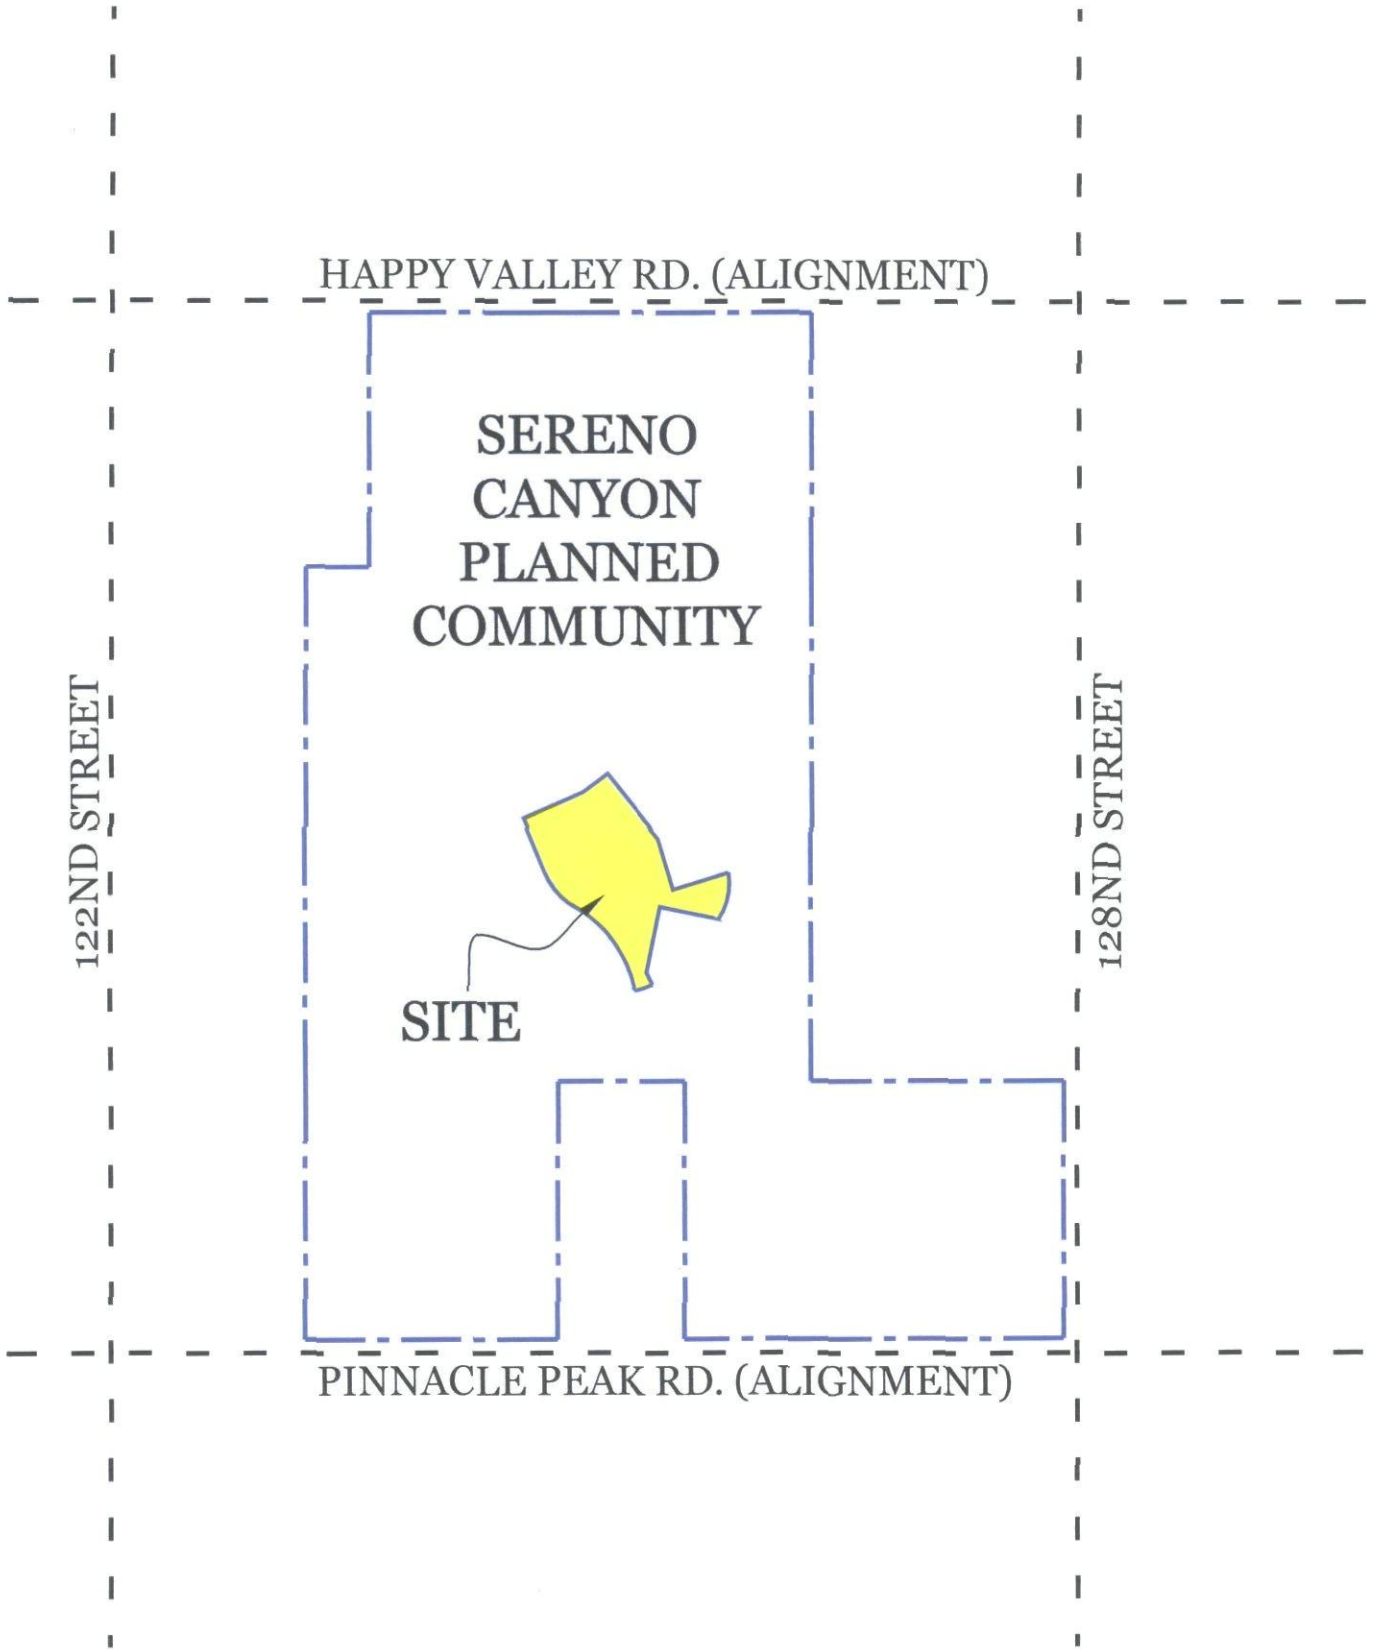 HAPPY VALLEY RD. (ALIGNMENT)
SERENO
CANYON
PLANNED
COMMUNITY
122ND STREET
128ND STREET
SITE
PINNACLE PEAK RD. (ALIGNMENT)